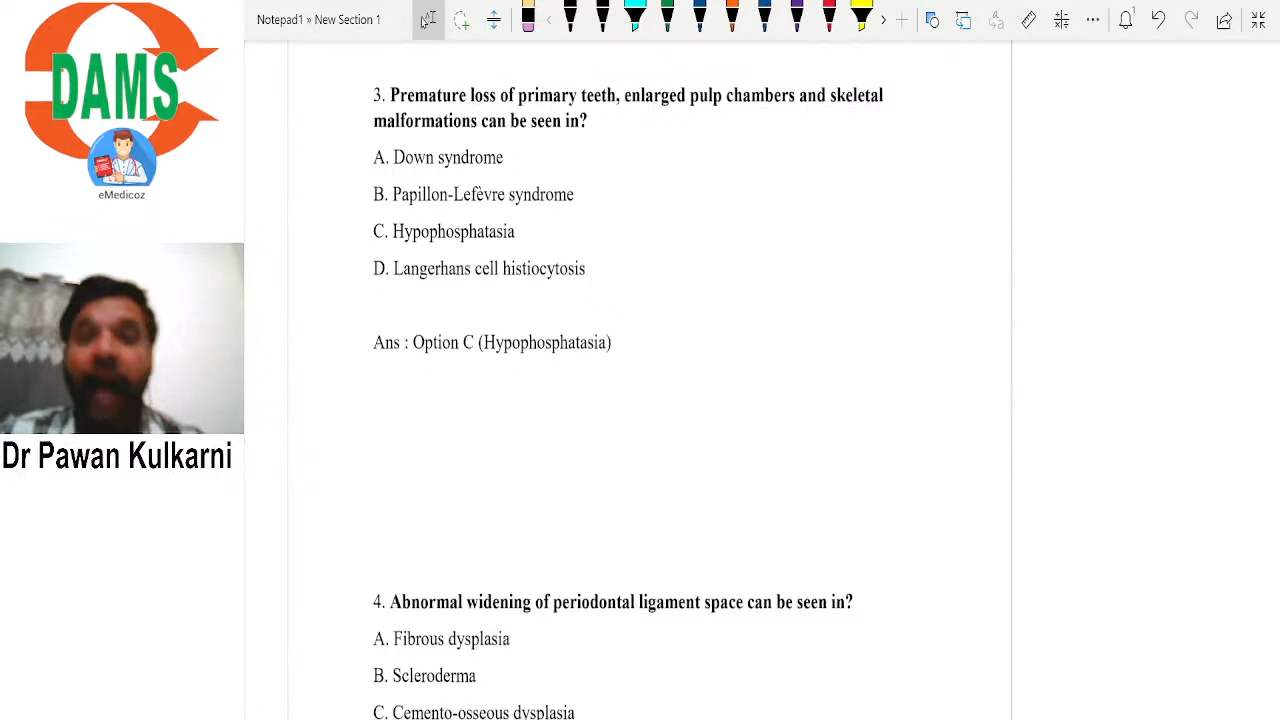 Notepad1 » New Section 1
DAMS
eMedicoz
Dr Pawan Kulkarni
3. Premature loss of primary teeth, enlarged pulp chambers and skeletal
malformations can be seen in?
A. Down syndrome
B. Papillon-Lefèvre syndrome
C. Hypophosphatasia
D. Langerhans cell histiocytosis
Ans : Option C (Hypophosphatasia)
4. Abnormal widening of periodontal ligament space can be seen in?
A. Fibrous dysplasia
B. Scleroderma
C. Cemento-osseous dysplasia